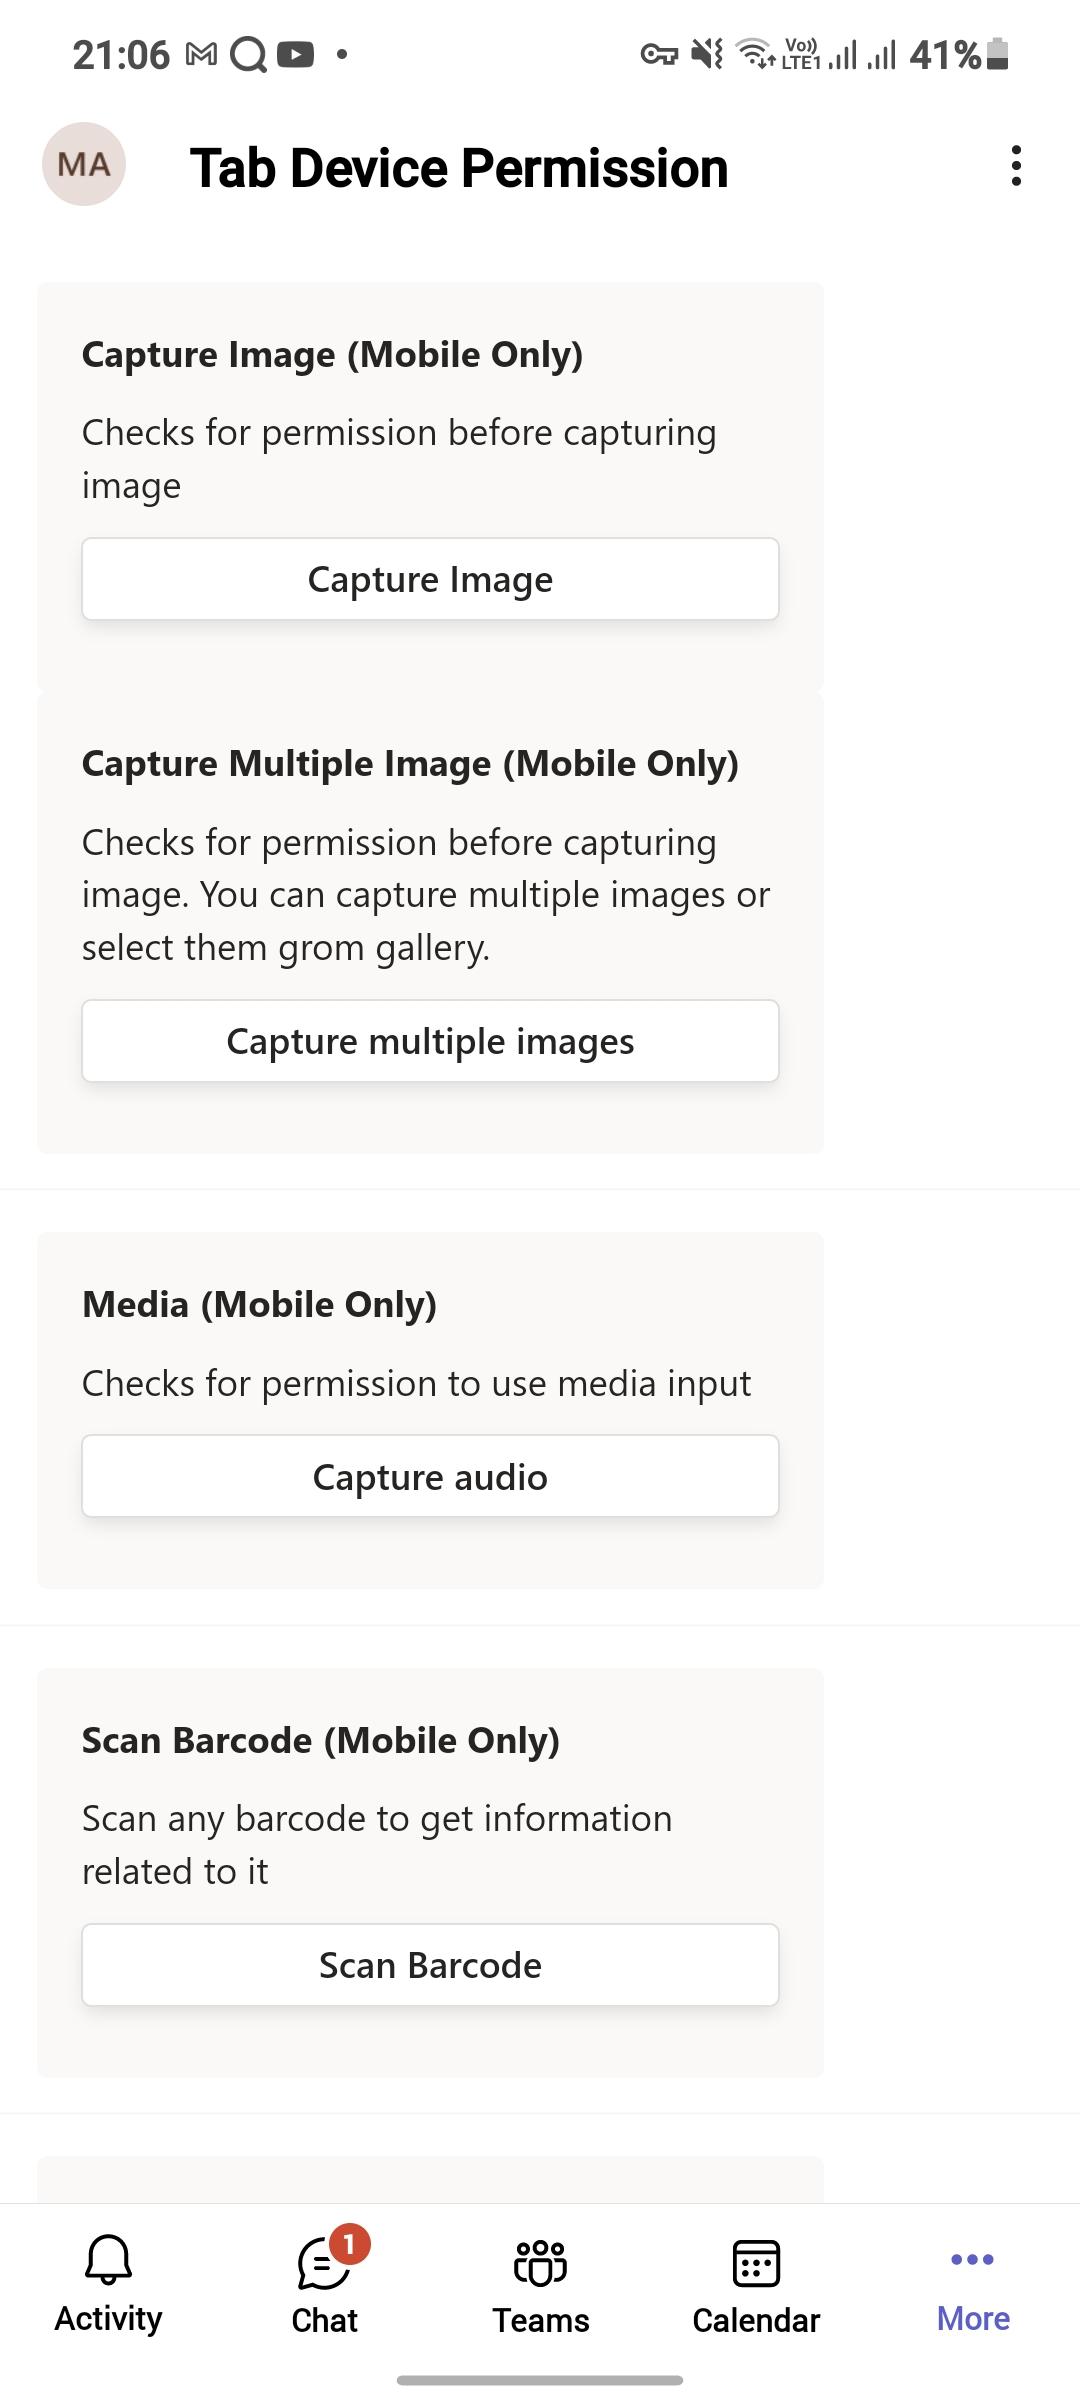 21:06
Vo))
LTE1
41%
MA
Tab Device Permission
Capture Image (Mobile Only)
Checks for permission before capturing
image
Capture Image
Capture Multiple Image (Mobile Only)
Checks for permission before capturing
image. You can capture multiple images or
select them grom gallery.
Capture multiple images
Media (Mobile Only)
Checks for permission to use media input
Capture audio
Scan Barcode (Mobile Only)
Scan any barcode to get information
related to it
Scan Barcode
1
Activity
Chat
Teams
Calendar
More